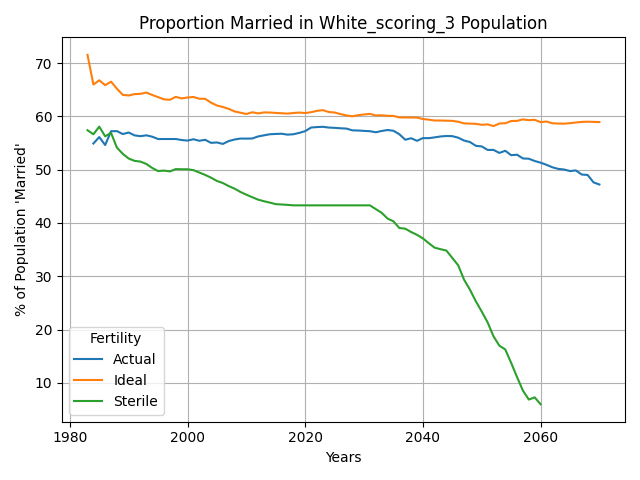 Proportion Married in White_scoring_3 Population
% of Population 'Married'
70
60
50
40
30
20
10
Fertility
Actual
Ideal
Sterile
1980
2000
2020
2040
2060
Years